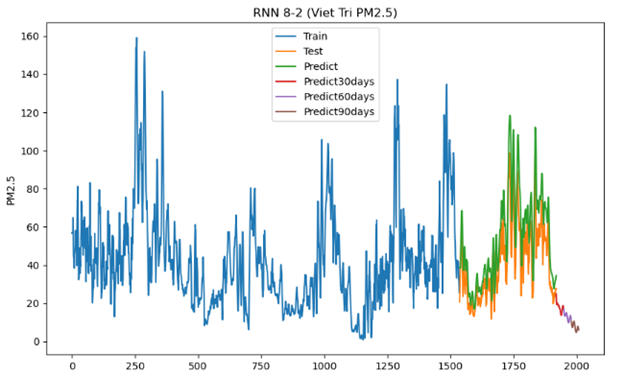 RNN 8-2 (Viet Tri PM2.5)
Train
Test
Predict
Predict30days
Predict60days
Predict90days
PM2.5
160
140
120
100
80
60
40
20
0
0 250 500 750 1000 1250 1500 1750 2000